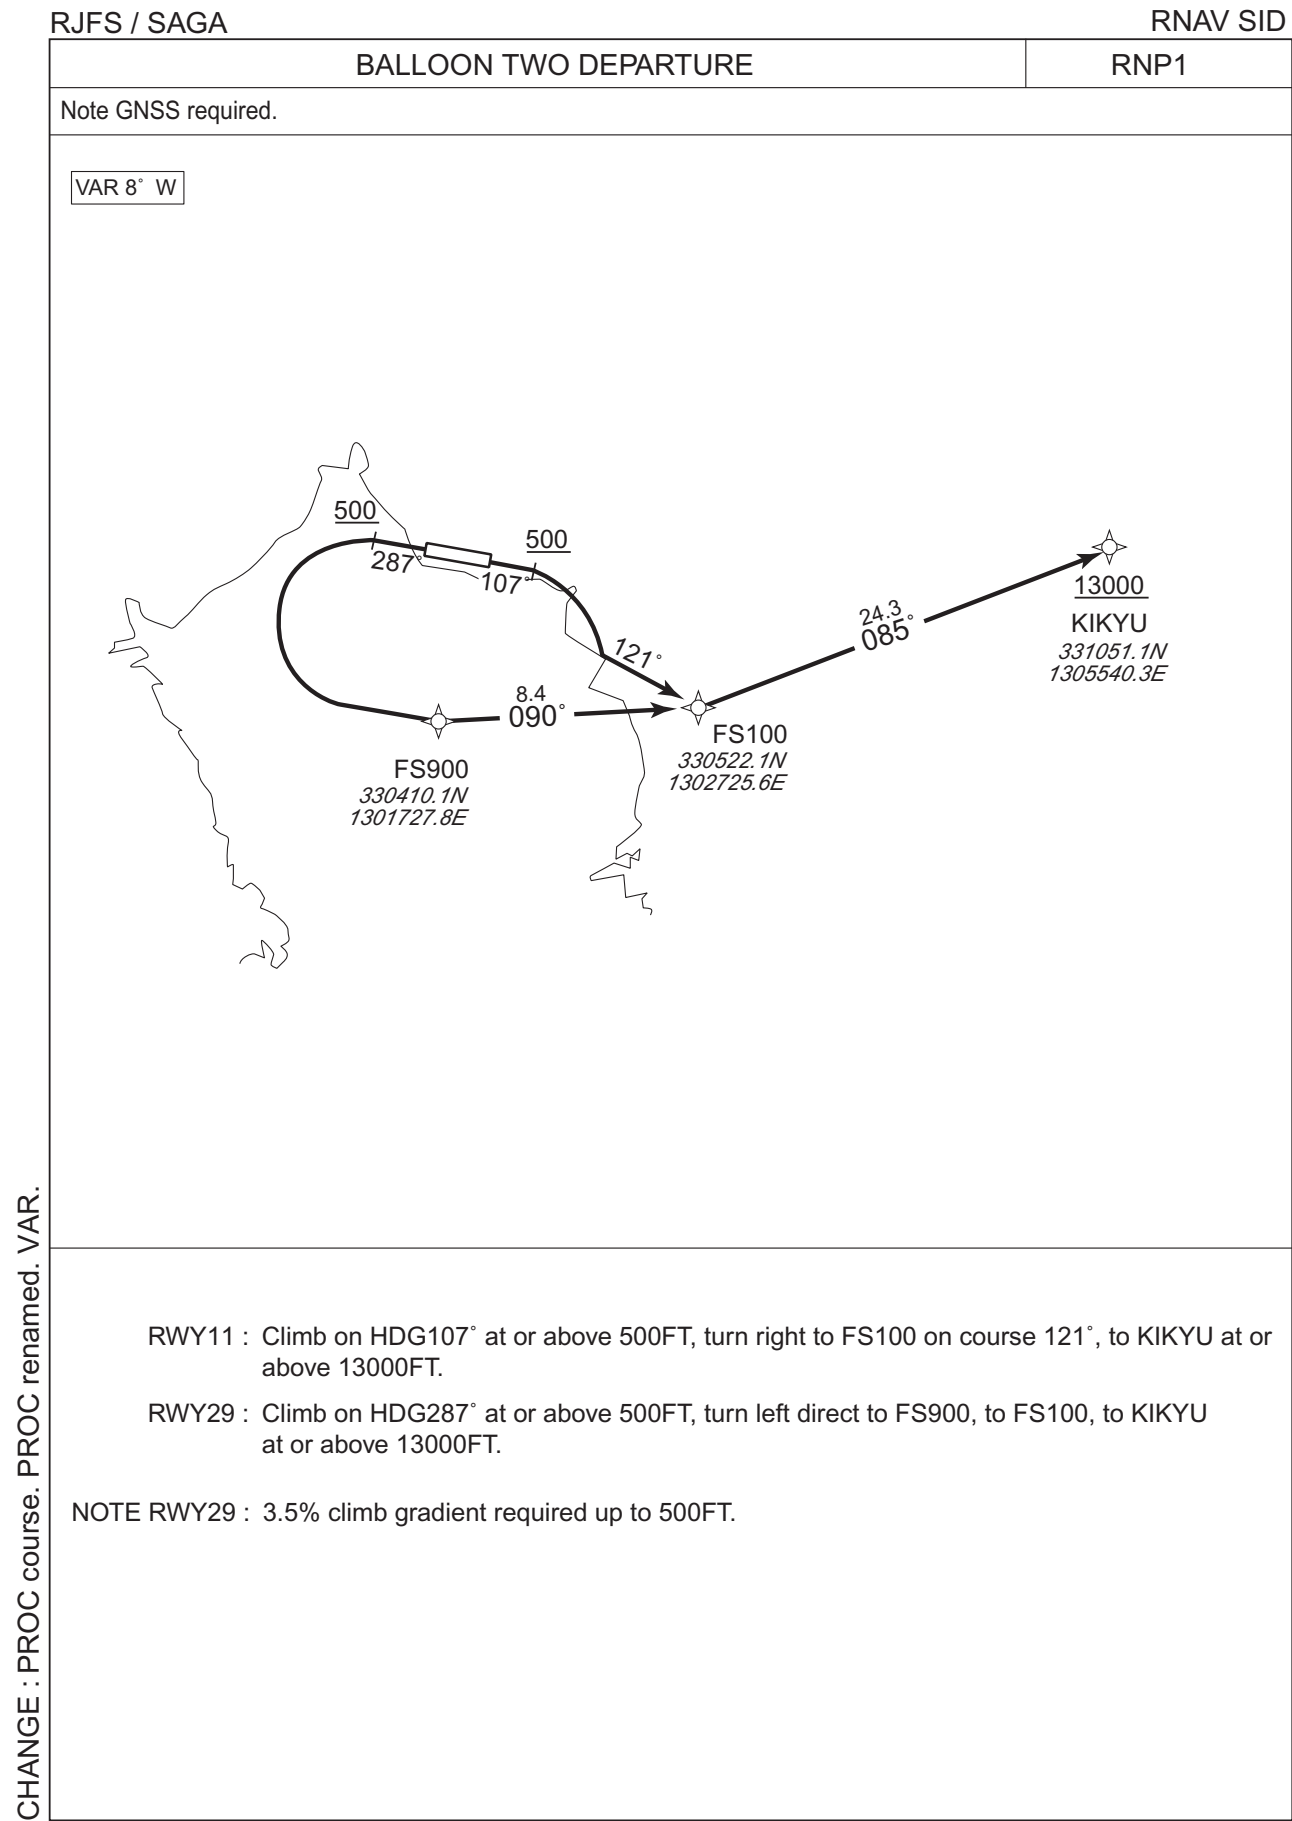 RJFS / SAGA
RNAV SID
BALLOON TWO DEPARTURE
RNP1
Note GNSS required.
VAR 8° W
500
287°
500
107°
121°
24.3
085°
13000
KIKYU
331051.1N
1305540.3E
8.4
090°
FS100
330522.1N
1302725.6E
FS900
330410.1N
1301727.8E
RWY11 : Climb on HDG107° at or above 500FT, turn right to FS100 on course 121°, to KIKYU at or
above 13000FT.
RWY29 : Climb on HDG287° at or above 500FT, turn left direct to FS900, to FS100, to KIKYU
at or above 13000FT.
NOTE RWY29 : 3.5% climb gradient required up to 500FT.
CHANGE : PROC course. PROC renamed. VAR.